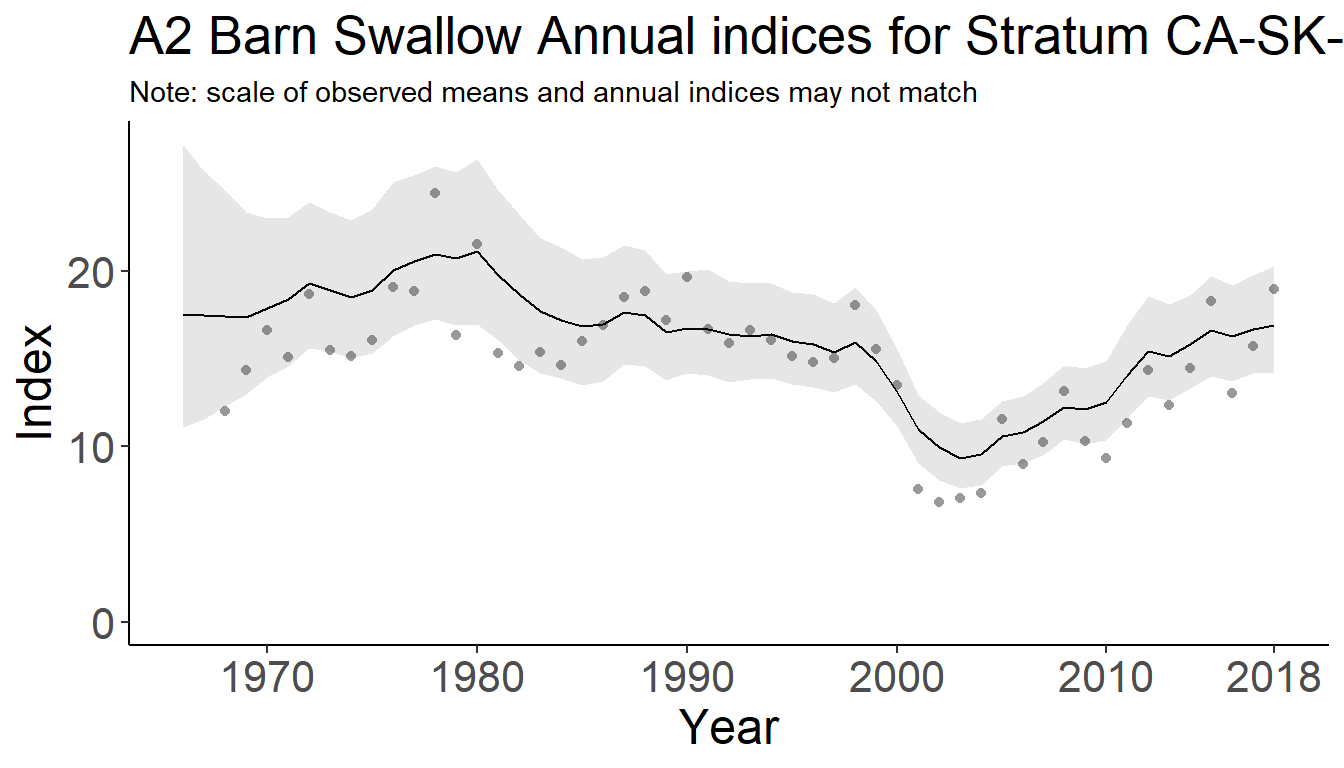 A2 Barn Swallow Annual indices for Stratum CA-SK-
Note: scale of observed means and annual indices may not match
Index
20
10
0
1970 1980 1990 2000 2010 2018
Year